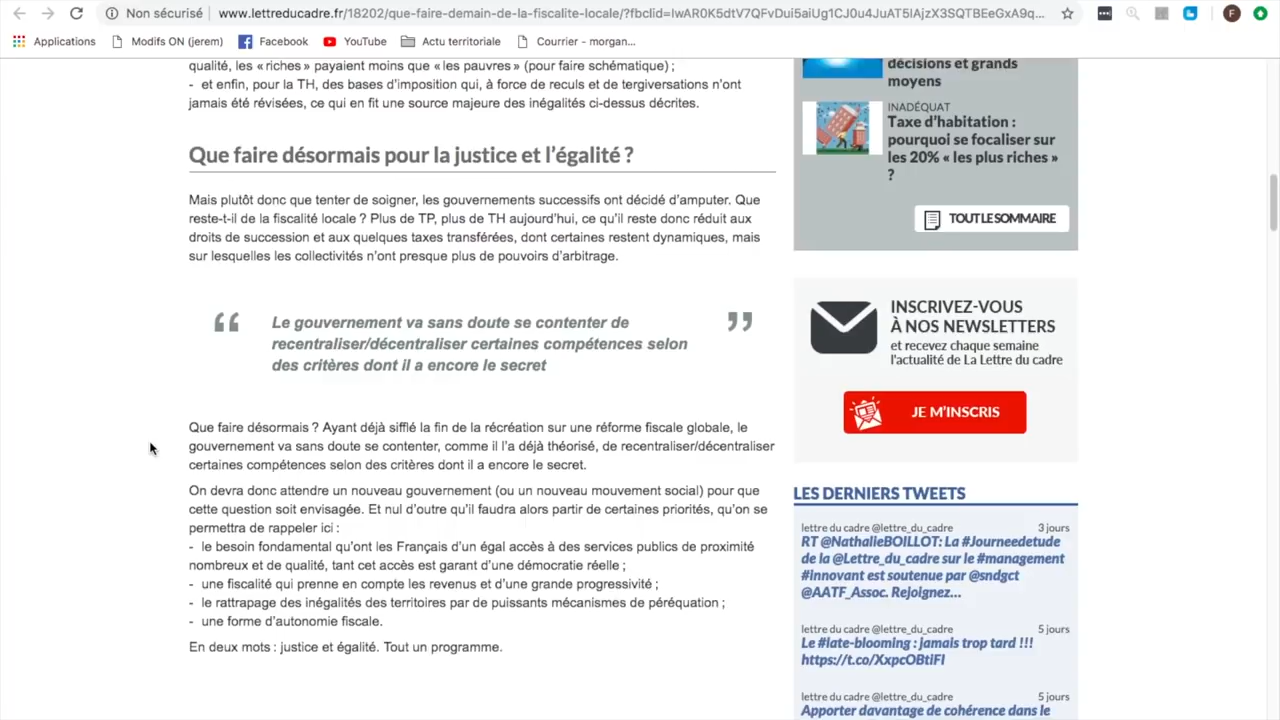 Non sécurisé www.lettreducadre.fr/18202/que-faire-demain-de-la-fiscalite-locale/?fbclid=IwAR0K5dtV7QFvDui5aiUg1CJ0u4JuAT5IAjzX3SQTBEeGxA9q... F
Applications Modifs ON (jerem) Facebook YouTube Actu territoriale Courrier - morgan...
qualité, les « riches » payaient moins que « les pauvres » (pour faire schématique) ;
- et enfin, pour la TH, des bases d’imposition qui, à force de reculs et de tergiversations n’ont
jamais été révisées, ce qui en fit une source majeure des inégalités ci-dessus décrites.
Que faire désormais pour la justice et l’égalité ?
Mais plutôt donc que tenter de soigner, les gouvernements successifs ont décidé d’amputer. Que
reste-t-il de la fiscalité locale ? Plus de TP, plus de TH aujourd’hui, ce qu’il reste donc réduit aux
droits de succession et aux quelques taxes transférées, dont certaines restent dynamiques, mais
sur lesquelles les collectivités n’ont presque plus de pouvoirs d’arbitrage.
“ Le gouvernement va sans doute se contenter de ”
recentraliser/décentraliser certaines compétences selon
des critères dont il a encore le secret
Que faire désormais ? Ayant déjà sifflé la fin de la récréation sur une réforme fiscale globale, le
gouvernement va sans doute se contenter, comme il l’a déjà théorisé, de recentraliser/décentraliser
certaines compétences selon des critères dont il a encore le secret.
On devra donc attendre un nouveau gouvernement (ou un nouveau mouvement social) pour que
cette question soit envisagée. Et nul d’outre qu’il faudra alors partir de certaines priorités, qu’on se
permettra de rappeler ici :
- le besoin fondamental qu’ont les Français d’un égal accès à des services publics de proximité
nombreux et de qualité, tant cet accès est garant d’une démocratie réelle ;
- une fiscalité qui prenne en compte les revenus et d’une grande progressivité ;
- le rattrapage des inégalités des territoires par de puissants mécanismes de péréquation ;
- une forme d’autonomie fiscale.
En deux mots : justice et égalité. Tout un programme.
décisions et grands
moyens
INADÉQUAT
Taxe d’habitation :
pourquoi se focaliser sur
les 20% « les plus riches »
?
TOUT LE SOMMAIRE
INSCRIVEZ-VOUS
À NOS NEWSLETTERS
et recevez chaque semaine
l’actualité de La Lettre du cadre
JE M’INSCRIS
LES DERNIERS TWEETS
lettre du cadre @lettre_du_cadre 3 jours
RT @NathalieBOILLOT: La #Journeedetude
de la @Lettre_du_cadre sur le #management
#innovant est soutenue par @sndgct
@AATF_Assoc. Rejoignez...
lettre du cadre @lettre_du_cadre 5 jours
Le #late-blooming : jamais trop tard !!!
https://t.co/XxpcOBtiFI
lettre du cadre @lettre_du_cadre 5 jours
Apporter davantage de cohérence dans le